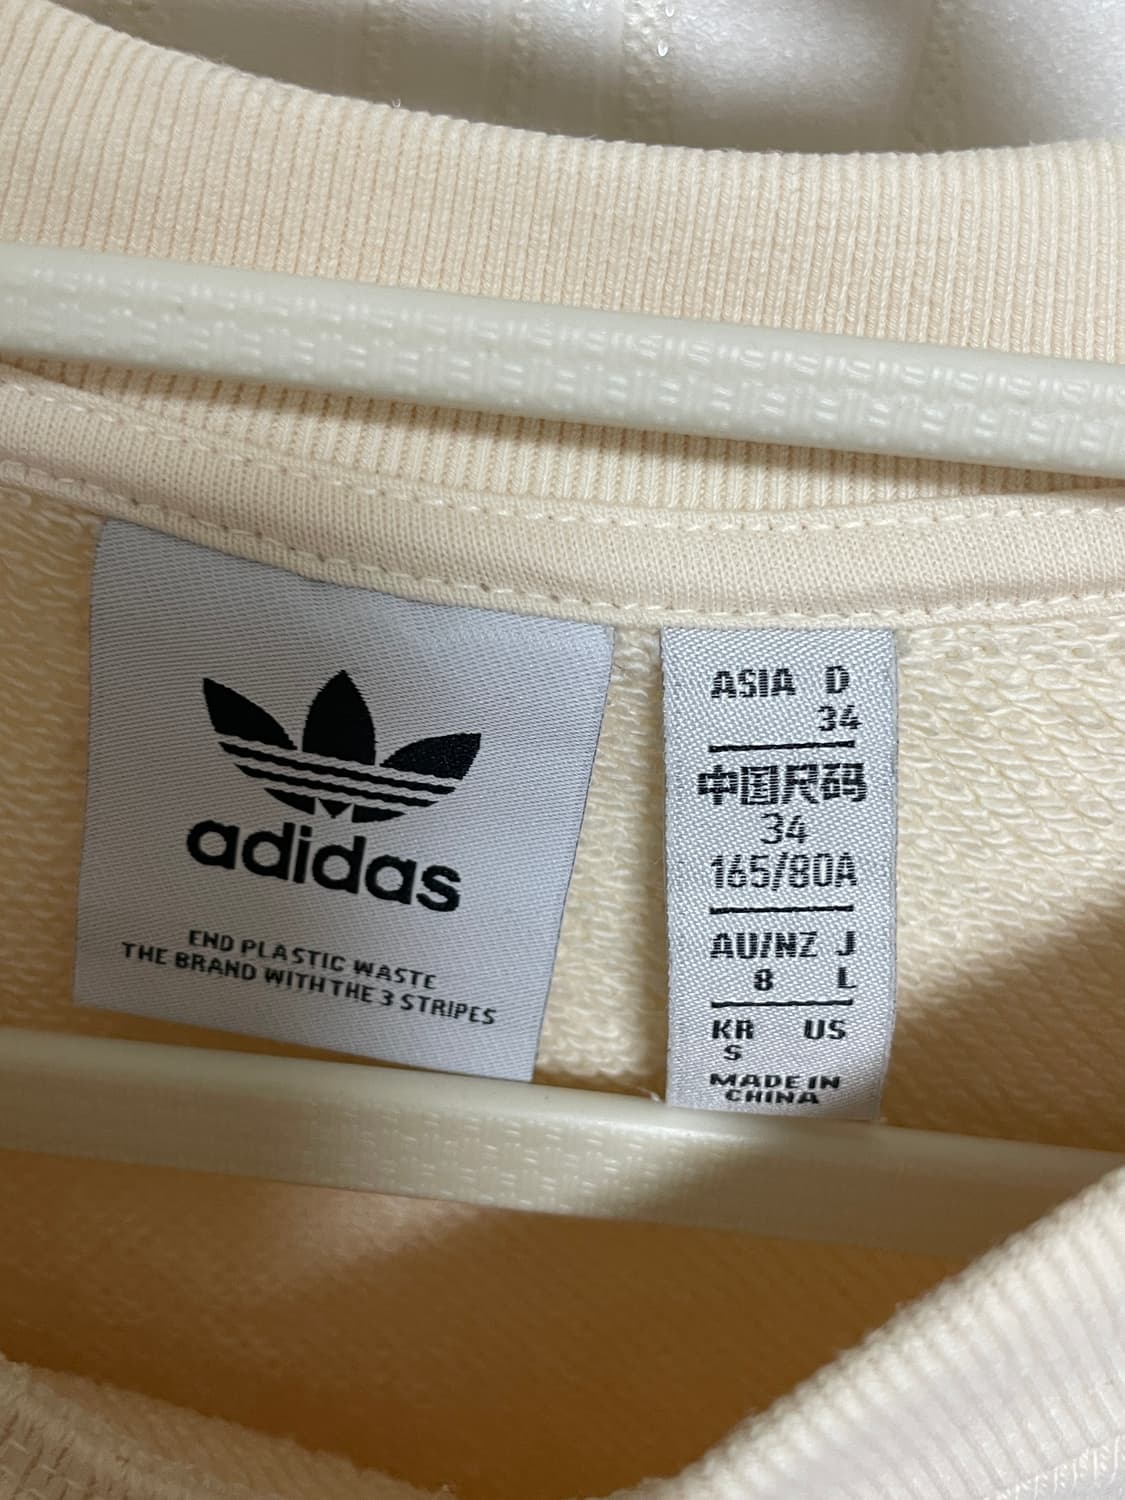 adidas
END PLASTIC WASTE
THE BRAND WITH THE 3 STRIPES
ASIA D
34
中国尺码
34
165/80A
AU/NZ J
8 L
KR US
S
MADE IN
CHINA